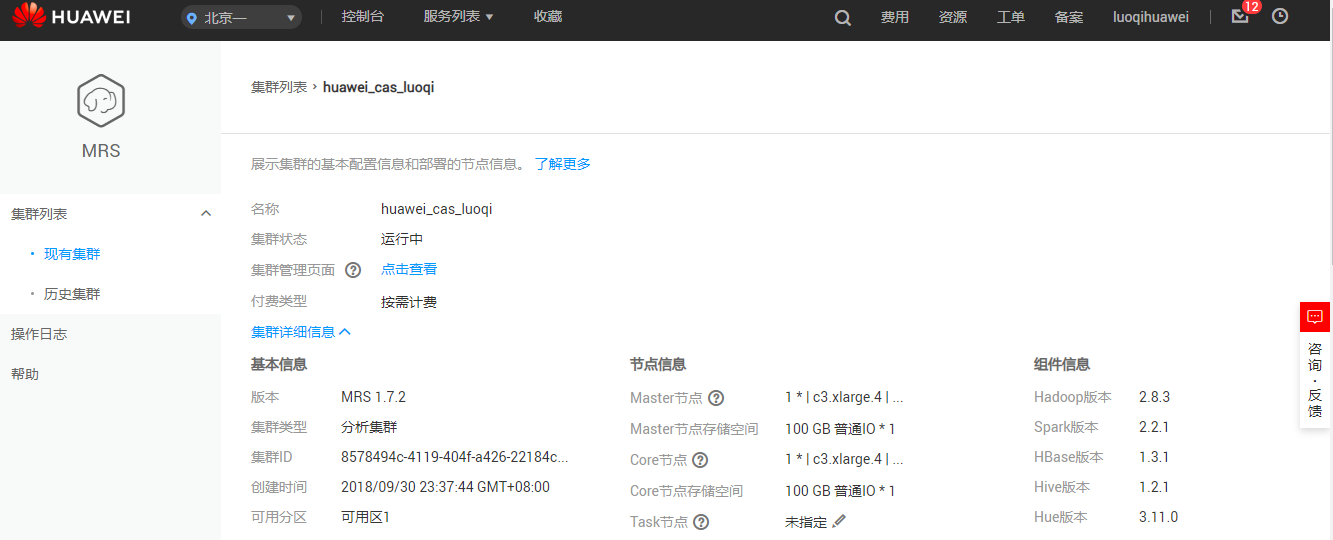 HUAWEI 北京一 控制台 服务列表 收藏 费用 资源 工单 备案 luoqihuawei 12
MRS
集群列表
现有集群
历史集群
操作日志
帮助
集群列表 › huawei_cas_luoqi
展示集群的基本配置信息和部署的节点信息。 了解更多
名称 huawei_cas_luoqi
集群状态 运行中
集群管理页面 ? 点击查看
付费类型 按需计费
集群详细信息
基本信息 节点信息 组件信息
版本 MRS 1.7.2 Master节点 ? 1 * | c3.xlarge.4 | ... Hadoop版本 2.8.3
集群类型 分析集群 Master节点存储空间 100 GB 普通IO * 1 Spark版本 2.2.1
集群ID 8578494c-4119-404f-a426-22184c... Core节点 ? 1 * | c3.xlarge.4 | ... HBase版本 1.3.1
创建时间 2018/09/30 23:37:44 GMT+08:00 Core节点存储空间 100 GB 普通IO * 1 Hive版本 1.2.1
可用分区 可用区1 Task节点 ? 未指定 Hue版本 3.11.0
咨询·反馈